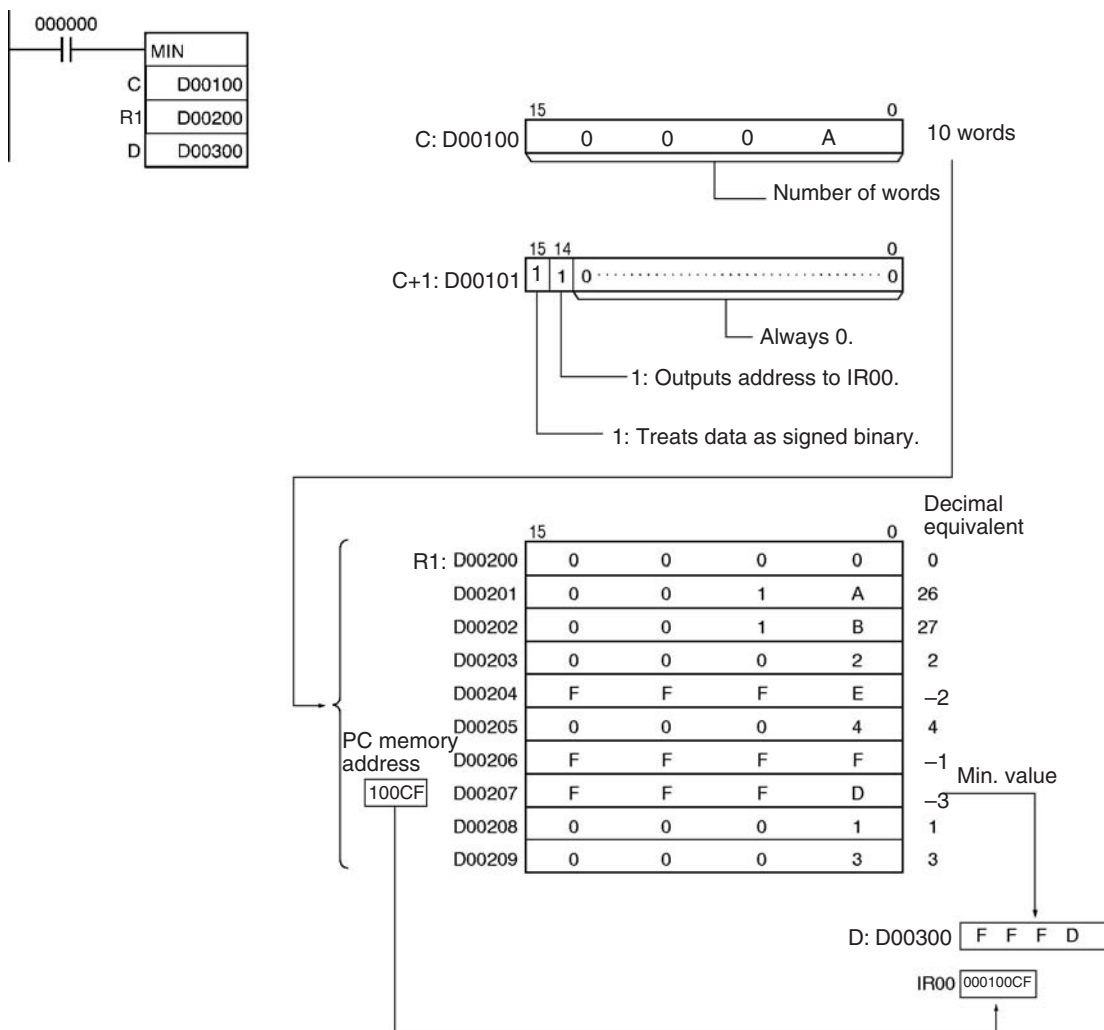 000000
MIN
C D00100
R1 D00200
D D00300
15 0
C: D00100 0 0 0 A 10 words
Number of words
15 14 0
C+1: D00101 1 1 0 ········ 0
Always 0.
1: Outputs address to IR00.
1: Treats data as signed binary.
Decimal
equivalent
15 0
R1: D00200 0 0 0 0 0
D00201 0 0 1 A 26
D00202 0 0 1 B 27
D00203 0 0 0 2 2
D00204 F F F E –2
D00205 0 0 0 4 4
PC memory
address
D00206 F F F F –1
Min. value
100CF
D00207 F F F D –3
D00208 0 0 0 1 1
D00209 0 0 0 3 3
D: D00300 F F F D
IR00 000100CF